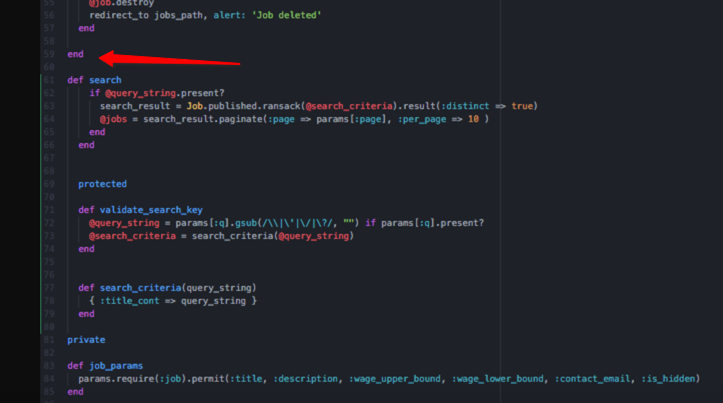 55 @job.destroy
56 redirect_to jobs_path, alert: 'Job deleted'
57 end
58
59 end
60
61 def search
62 if @query_string.present?
63 search_result = Job.published.ransack(@search_criteria).result(:distinct => true)
64 @jobs = search_result.paginate(:page => params[:page], :per_page => 10 )
65 end
66 end
67
68
69 protected
70
71 def validate_search_key
72 @query_string = params[:q].gsub(/\\|\'|\/|\?/, "") if params[:q].present?
73 @search_criteria = search_criteria(@query_string)
74 end
75
76
77 def search_criteria(query_string)
78 { :title_cont => query_string }
79 end
80
81 private
82
83 def job_params
84 params.require(:job).permit(:title, :description, :wage_upper_bound, :wage_lower_bound, :contact_email, :is_hidden)
85 end